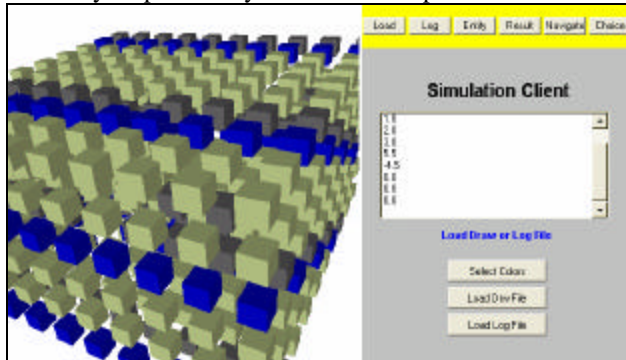 Load Log Entity Result Navigate Choice
Simulation Client
1.0
2.0
3.0
5.5
-4.5
0.0
0.0
0.0
Load Draw or Log File
Select Colors
Load Drw File
Load Log File